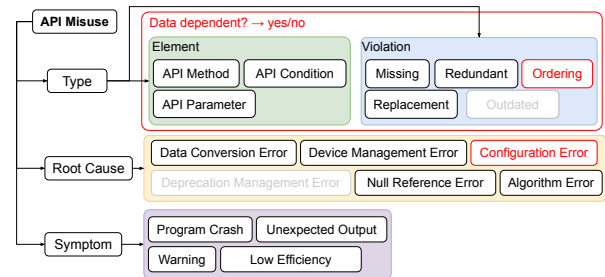 API Misuse
Data dependent? → yes/no
Type
Element
API Method
API Condition
API Parameter
Violation
Missing
Redundant
Ordering
Replacement
Outdated
Root Cause
Data Conversion Error
Device Management Error
Configuration Error
Deprecation Management Error
Null Reference Error
Algorithm Error
Symptom
Program Crash
Unexpected Output
Warning
Low Efficiency